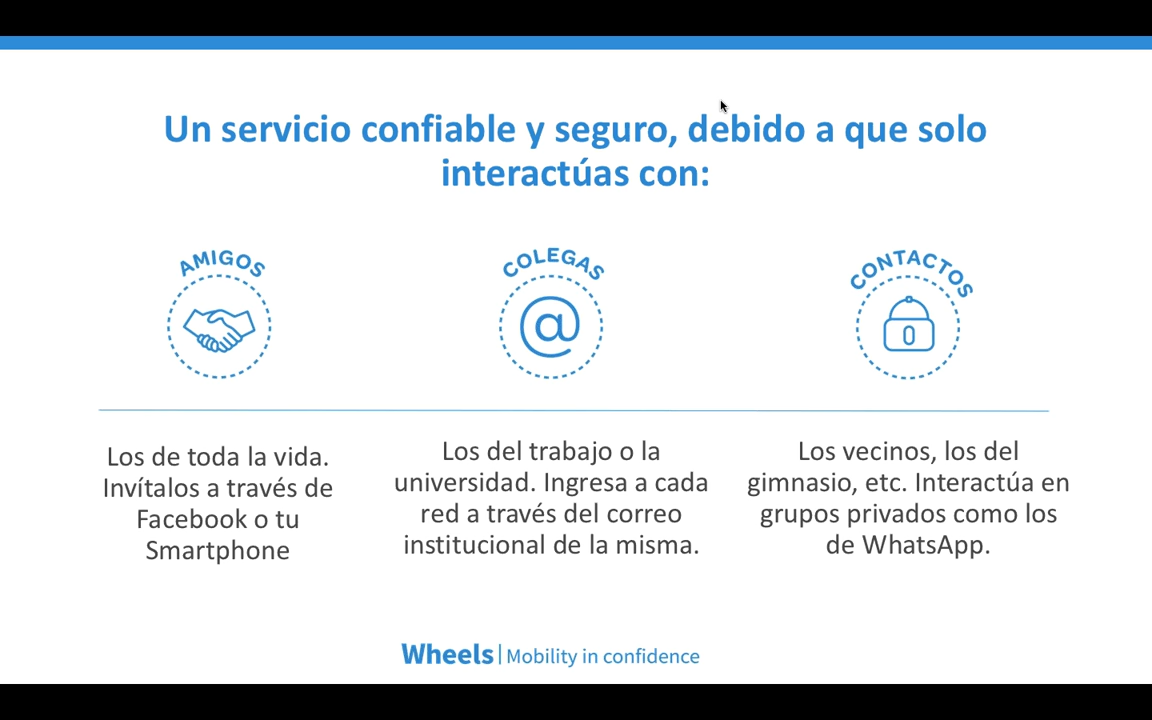 Un servicio confiable y seguro, debido a que solo
interactúas con:
AMIGOS
COLEGAS
CONTACTOS
Los de toda la vida.
Invítalos a través de
Facebook o tu
Smartphone
Los del trabajo o la
universidad. Ingresa a cada
red a través del correo
institucional de la misma.
Los vecinos, los del
gimnasio, etc. Interactúa en
grupos privados como los
de WhatsApp.
Wheels | Mobility in confidence